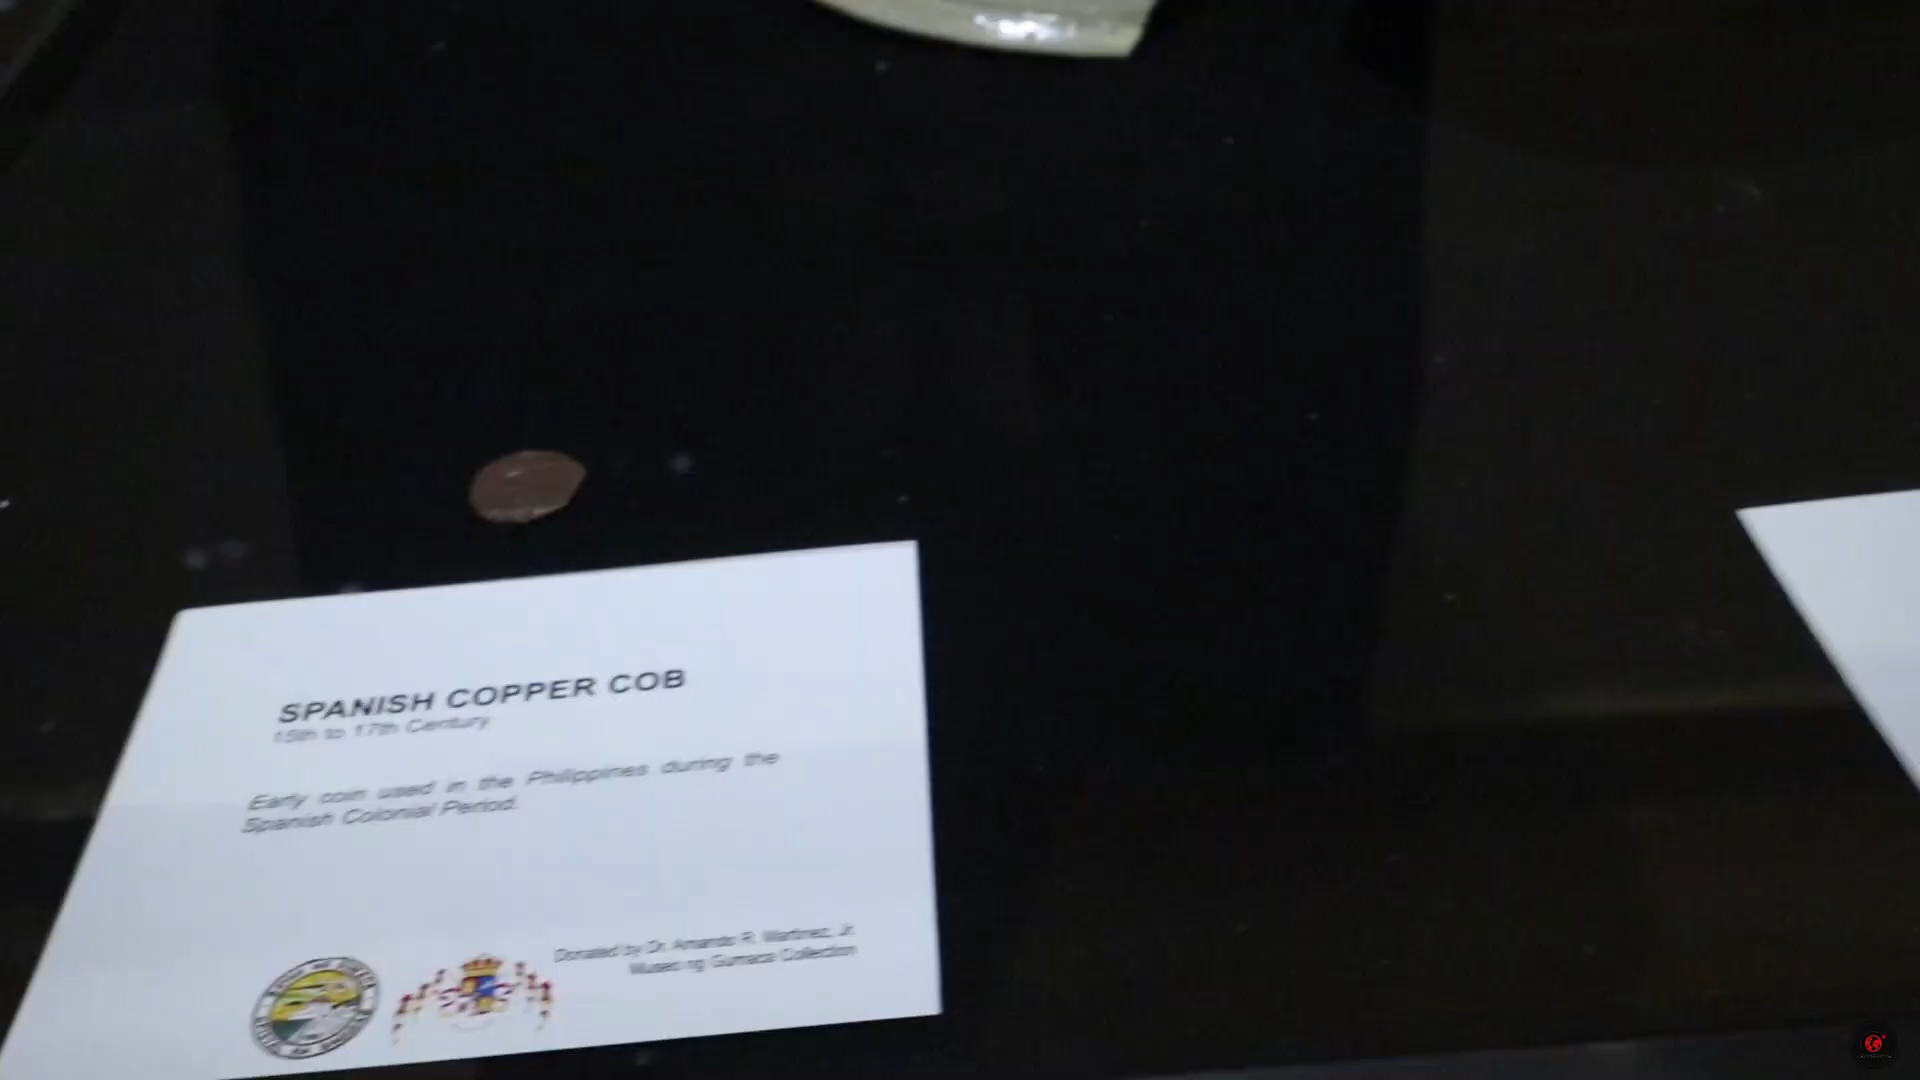 SPANISH COPPER COB
15th to 17th Century
Early coin used in the Philippines during the
Spanish Colonial Period.
Donated by Dr. Amando R. Martinez, Jr.
Museo ng Gumaca Collection